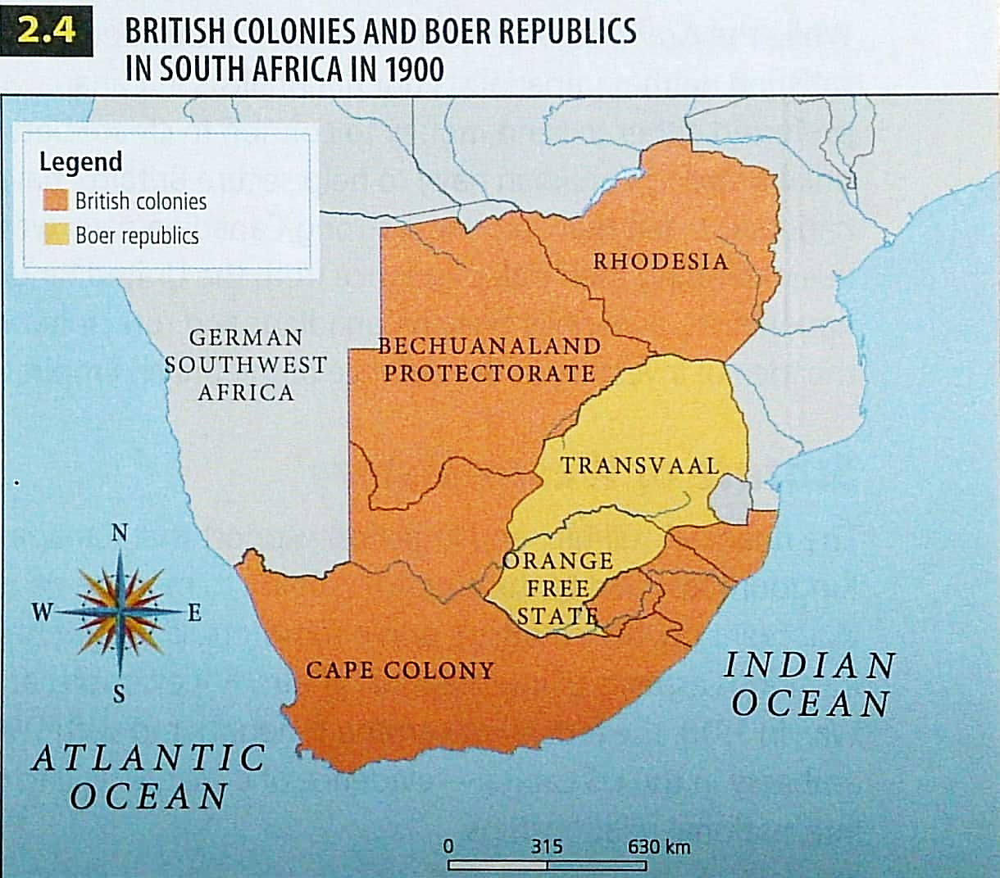 2.4
BRITISH COLONIES AND BOER REPUBLICS
IN SOUTH AFRICA IN 1900
Legend
British colonies
Boer republics
RHODESIA
GERMAN
SOUTHWEST
AFRICA
BECHUANALAND
PROTECTORATE
TRANSVAAL
ORANGE
FREE
STATE
N
W
E
S
CAPE COLONY
INDIAN
OCEAN
ATLANTIC
OCEAN
0 315 630 km